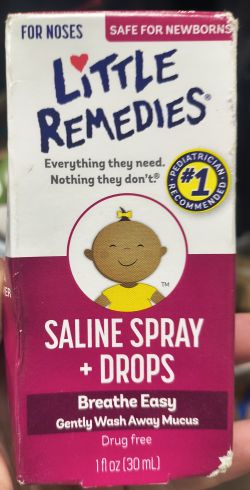 FOR NOSES
SAFE FOR NEWBORNS
LiTTLE
REMEDiES®
Everything they need.
Nothing they don't.®
PEDIATRICIAN
#1
RECOMMENDED
TM
SALINE SPRAY
+ DROPS
Breathe Easy
Gently Wash Away Mucus
Drug free
1 fl oz (30 mL)